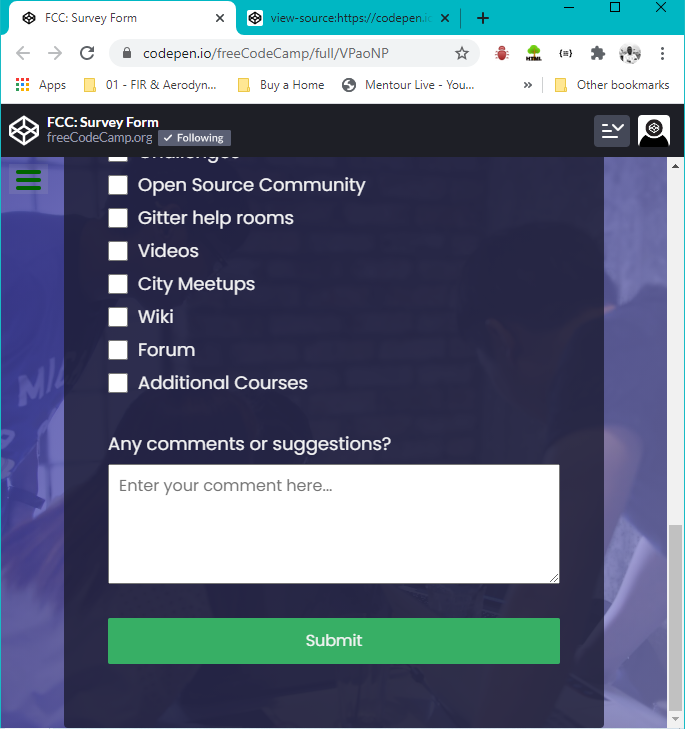 FCC: Survey Form
view-source:https://codepen.i
codepen.io/freeCodeCamp/full/VPaoNP
HTML
Apps
01 - FIR & Aerodyn...
Buy a Home
Mentour Live - You...
»
Other bookmarks
FCC: Survey Form
freeCodeCamp.org
Following
Challenges
Open Source Community
Gitter help rooms
Videos
City Meetups
Wiki
Forum
Additional Courses
Any comments or suggestions?
Enter your comment here...
Submit